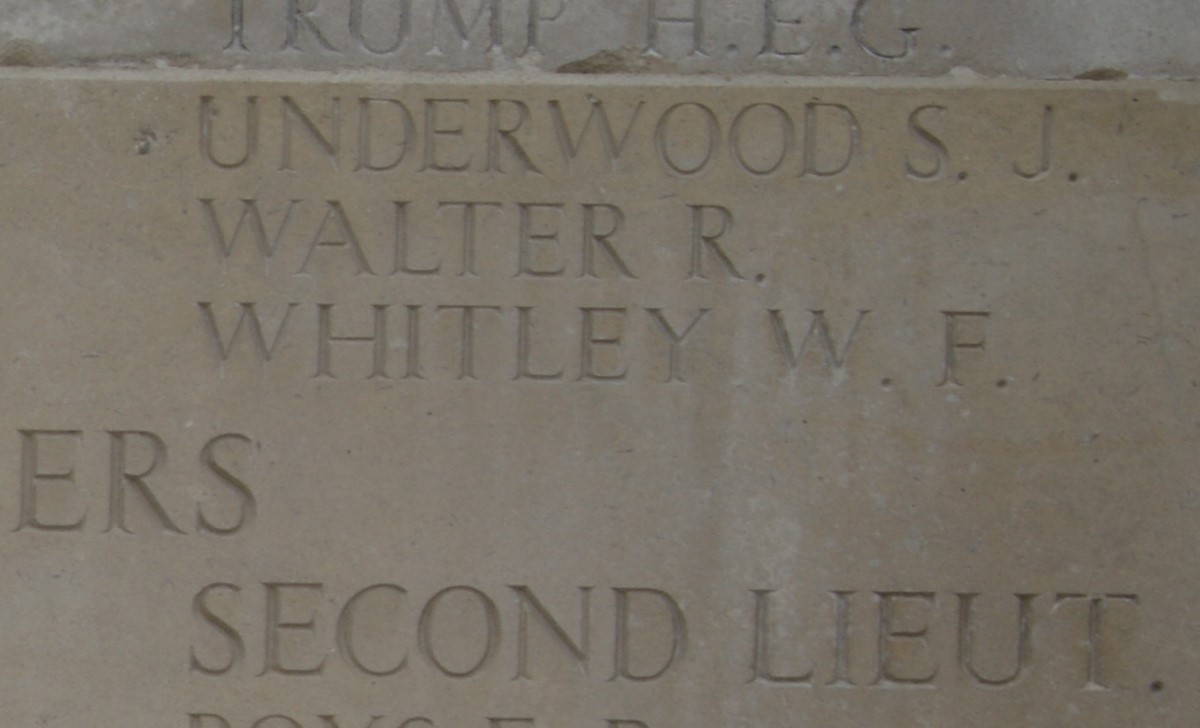 TRUMP H.E.G.
UNDERWOOD S. J.
WALTER R.
WHITLEY W. F.
ERS
SECOND LIEUT.